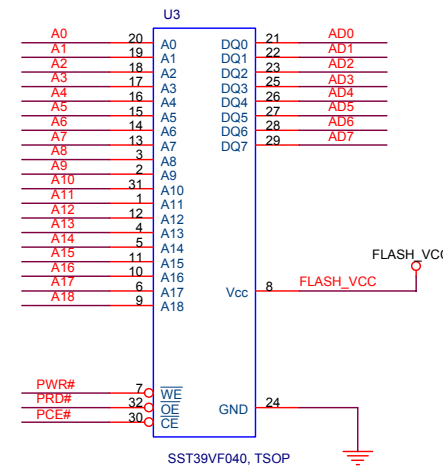 U3
A0 20 A0 DQ0 21 AD0
A1 19 A1 DQ1 22 AD1
A2 18 A2 DQ2 23 AD2
A3 17 A3 DQ3 25 AD3
A4 16 A4 DQ4 26 AD4
A5 15 A5 DQ5 27 AD5
A6 14 A6 DQ6 28 AD6
A7 13 A7 DQ7 29 AD7
A8 3 A8
A9 2 A9
A10 31 A10
A11 1 A11
A12 12 A12
A13 4 A13
A14 5 A14
A15 11 A15 FLASH_VCC
A16 10 A16
A17 6 A17 Vcc 8 FLASH_VCC
A18 9 A18
PWR# 7 WE
PRD# 32 OE GND 24
PCE# 30 CE
SST39VF040, TSOP